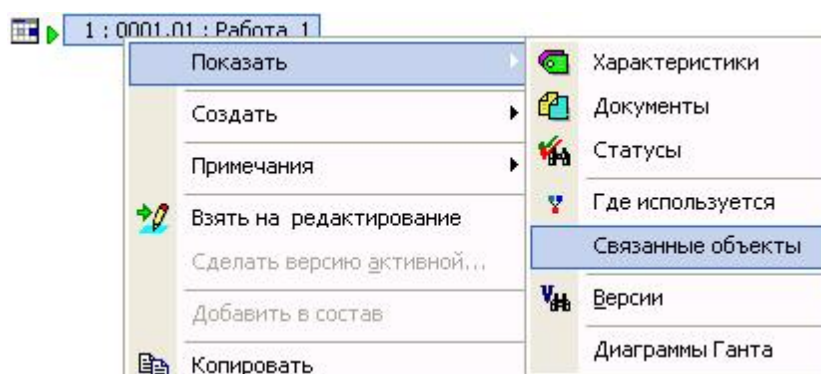 1 : 0001.01 : Работа 1
Показать
Создать
Примечания
Взять на редактирование
Сделать версию активной...
Добавить в состав
Копировать
Характеристики
Документы
Статусы
Где используется
Связанные объекты
Версии
Диаграммы Ганта